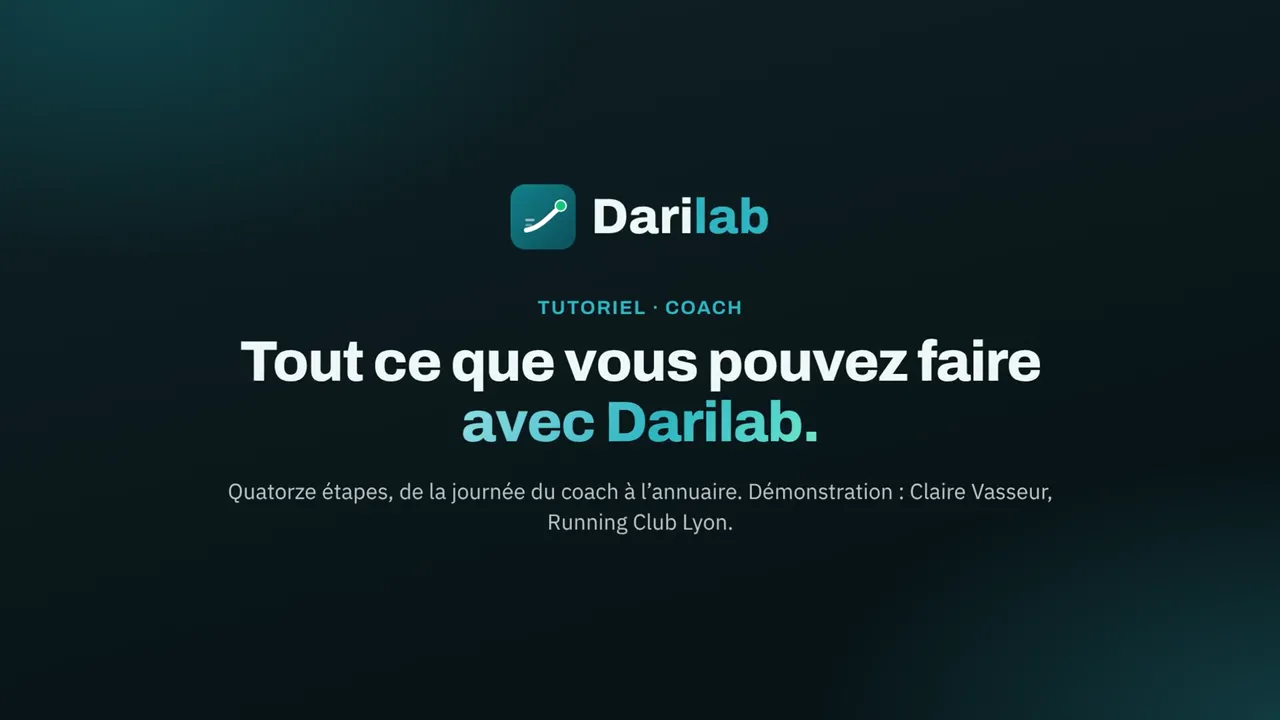 Darilab
TUTORIEL · COACH
Tout ce que vous pouvez faire
avec Darilab.
Quatorze étapes, de la journée du coach à l’annuaire. Démonstration : Claire Vasseur,
Running Club Lyon.